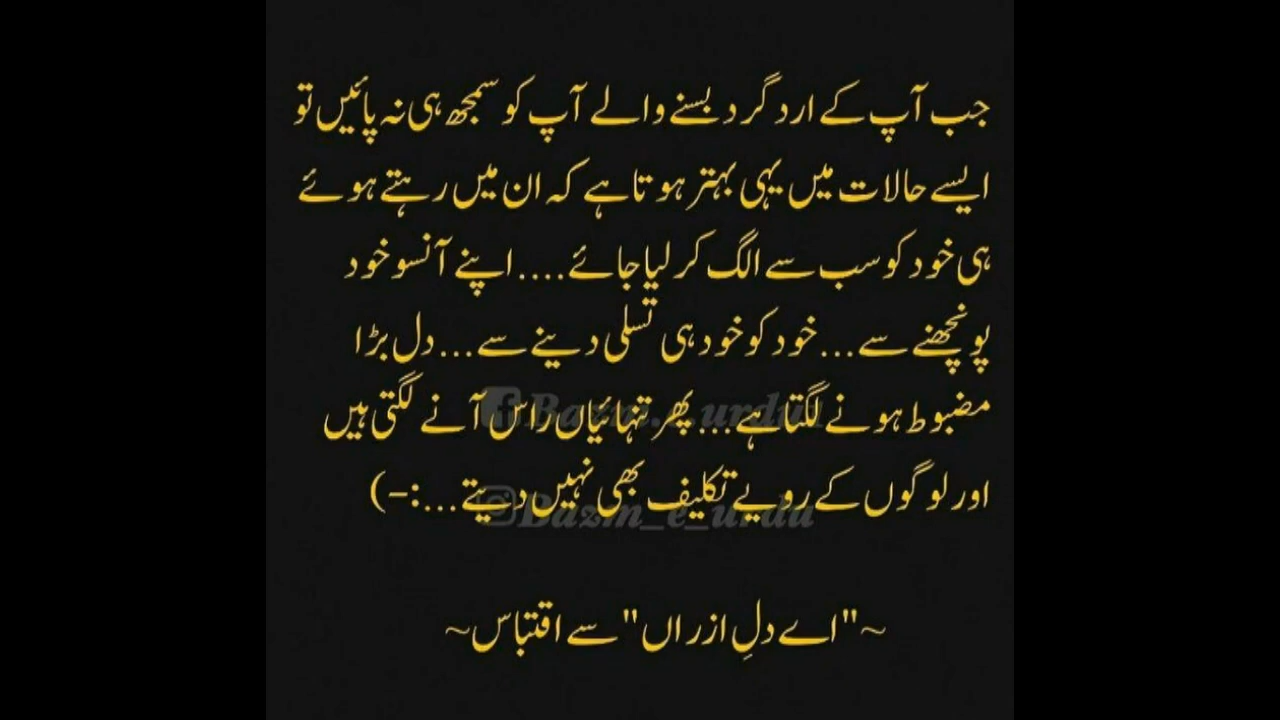 جب آپ کے ارد گرد بسنے والے آپ کو سمجھ ہی نہ پائیں تو
ایسے حالات میں یہی بہتر ہوتا ہے کہ ان میں رہتے ہوئے
ہی خود کو سب سے الگ کر لیا جائے....اپنے آنسو خود
پونچھنے سے...خود کو خود ہی تسلی دینے سے...دل بڑا
مضبوط ہونے لگتا ہے...پھر تنہائیاں راس آنے لگتی ہیں
اور لوگوں کے رویے تکلیف بھی نہیں دیتے...:-)
Bazm_e_urdu
~"اے دلِ ازراں" سے اقتباس~